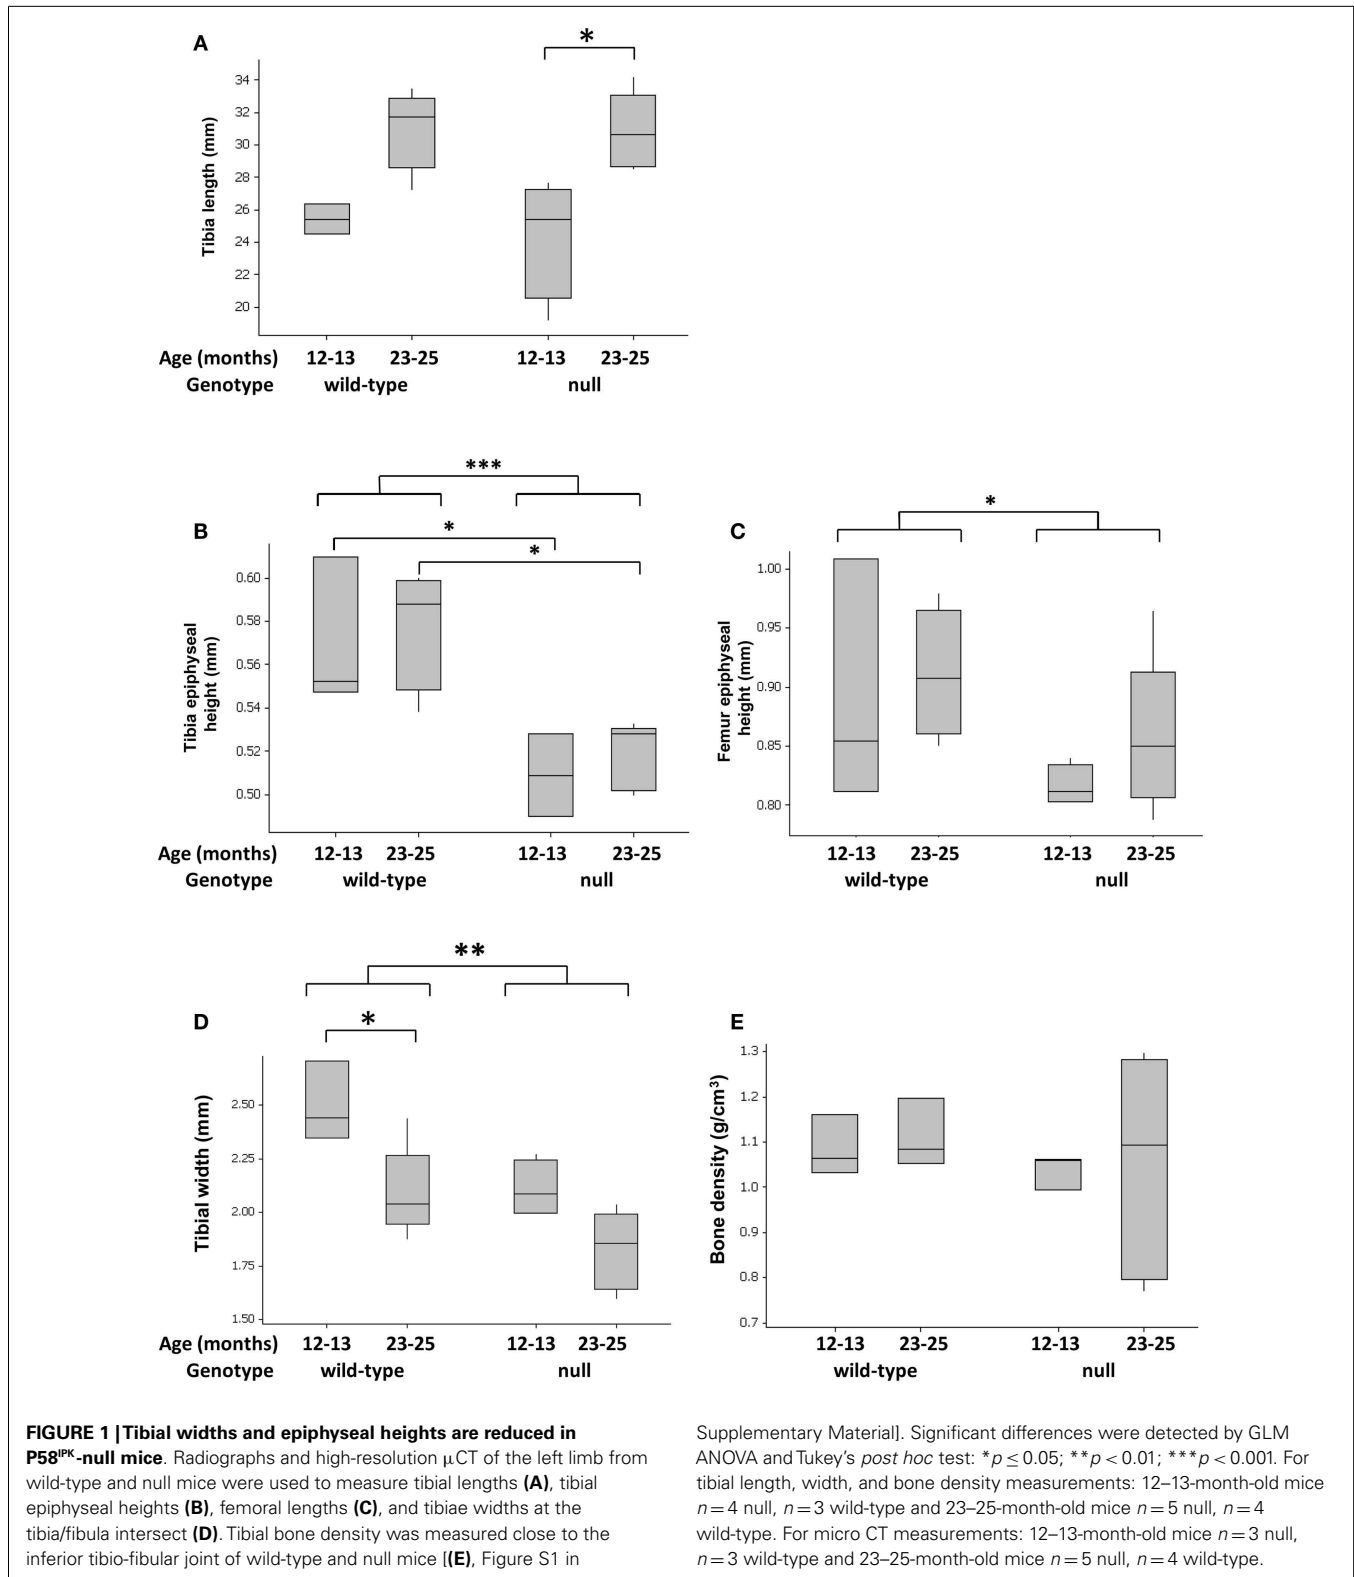 A
*
34
32
30
28
26
24
22
20
Tibia length (mm)
Age (months) 12-13 23-25 12-13 23-25
Genotype wild-type null
***
*
*
B
0.60
0.58
0.56
0.54
0.52
0.50
Tibia epiphyseal
height (mm)
Age (months) 12-13 23-25 12-13 23-25
Genotype wild-type null
*
C
1.00
0.95
0.90
0.85
0.80
Femur epiphyseal
height (mm)
12-13 23-25 12-13 23-25
wild-type null
**
*
D
2.50
2.25
2.00
1.75
1.50
Tibial width (mm)
Age (months) 12-13 23-25 12-13 23-25
Genotype wild-type null
E
1.3
1.2
1.1
1.0
0.9
0.8
0.7
Bone density (g/cm³)
12-13 23-25 12-13 23-25
wild-type null
FIGURE 1 | Tibial widths and epiphyseal heights are reduced in
P58ᴵᴾᴷ-null mice. Radiographs and high-resolution μCT of the left limb from
wild-type and null mice were used to measure tibial lengths (A), tibial
epiphyseal heights (B), femoral lengths (C), and tibiae widths at the
tibia/fibula intersect (D). Tibial bone density was measured close to the
inferior tibio-fibular joint of wild-type and null mice [(E), Figure S1 in
Supplementary Material]. Significant differences were detected by GLM
ANOVA and Tukey's post hoc test: *p ≤ 0.05; **p < 0.01; ***p < 0.001. For
tibial length, width, and bone density measurements: 12–13-month-old mice
n = 4 null, n = 3 wild-type and 23–25-month-old mice n = 5 null, n = 4
wild-type. For micro CT measurements: 12–13-month-old mice n = 3 null,
n = 3 wild-type and 23–25-month-old mice n = 5 null, n = 4 wild-type.